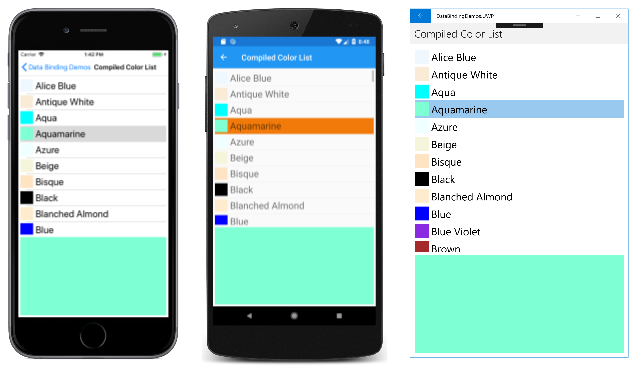 Carrier
1:42 PM
Data Binding Demos Compiled Color List
Alice Blue
Antique White
Aqua
Aquamarine
Azure
Beige
Bisque
Black
Blanched Almond
Blue
Compiled Color List
Alice Blue
Antique White
Aqua
Aquamarine
Azure
Beige
Bisque
Black
Blanched Almond
Blue
DataBindingDemos.UWP
Compiled Color List
Alice Blue
Antique White
Aqua
Aquamarine
Azure
Beige
Bisque
Black
Blanched Almond
Blue
Blue Violet
Brown